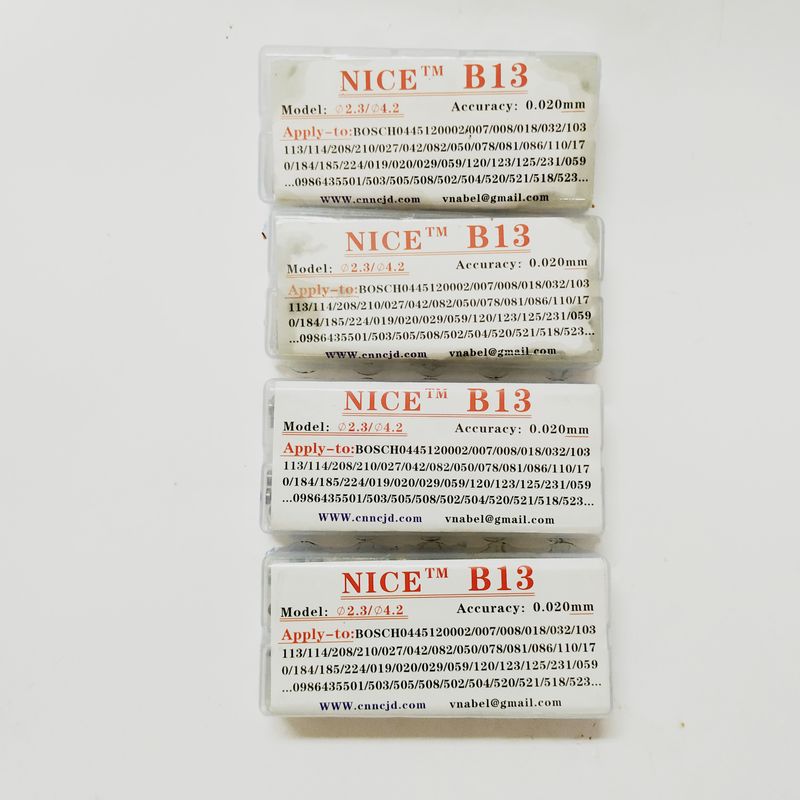 NICE™ B13
Model: ∅2.3/∅4.2 Accuracy: 0.020mm
Apply-to:BOSCH0445120002/007/008/018/032/103
113/114/208/210/027/042/082/050/078/081/086/110/17
0/184/185/224/019/020/029/059/120/123/125/231/059
...0986435501/503/505/508/502/504/520/521/518/523...
WWW.cnncjd.com vnabel@gmail.com
NICE™ B13
Model: ∅2.3/∅4.2 Accuracy: 0.020mm
Apply-to:BOSCH0445120002/007/008/018/032/103
113/114/208/210/027/042/082/050/078/081/086/110/17
0/184/185/224/019/020/029/059/120/123/125/231/059
...0986435501/503/505/508/502/504/520/521/518/523...
WWW.cnncjd.com vnabel@gmail.com
NICE™ B13
Model: ∅2.3/∅4.2 Accuracy: 0.020mm
Apply-to:BOSCH0445120002/007/008/018/032/103
113/114/208/210/027/042/082/050/078/081/086/110/17
0/184/185/224/019/020/029/059/120/123/125/231/059
...0986435501/503/505/508/502/504/520/521/518/523...
WWW.cnncjd.com vnabel@gmail.com
NICE™ B13
Model: ∅2.3/∅4.2 Accuracy: 0.020mm
Apply-to:BOSCH0445120002/007/008/018/032/103
113/114/208/210/027/042/082/050/078/081/086/110/17
0/184/185/224/019/020/029/059/120/123/125/231/059
...0986435501/503/505/508/502/504/520/521/518/523...
WWW.cnncjd.com vnabel@gmail.com